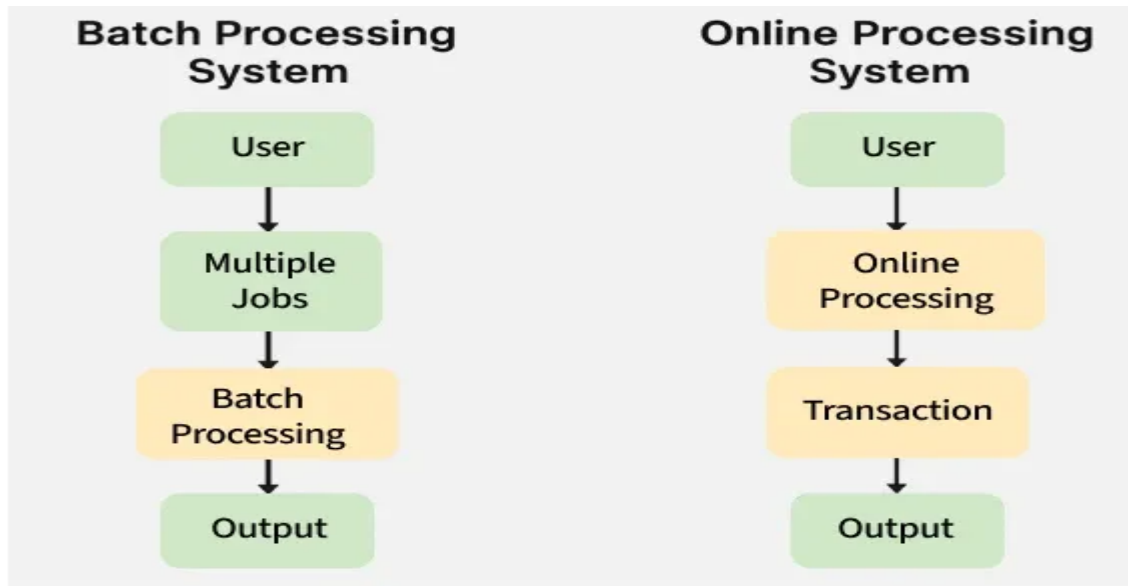 Batch Processing
System
User
Multiple
Jobs
Batch
Processing
Output
Online Processing
System
User
Online
Processing
Transaction
Output